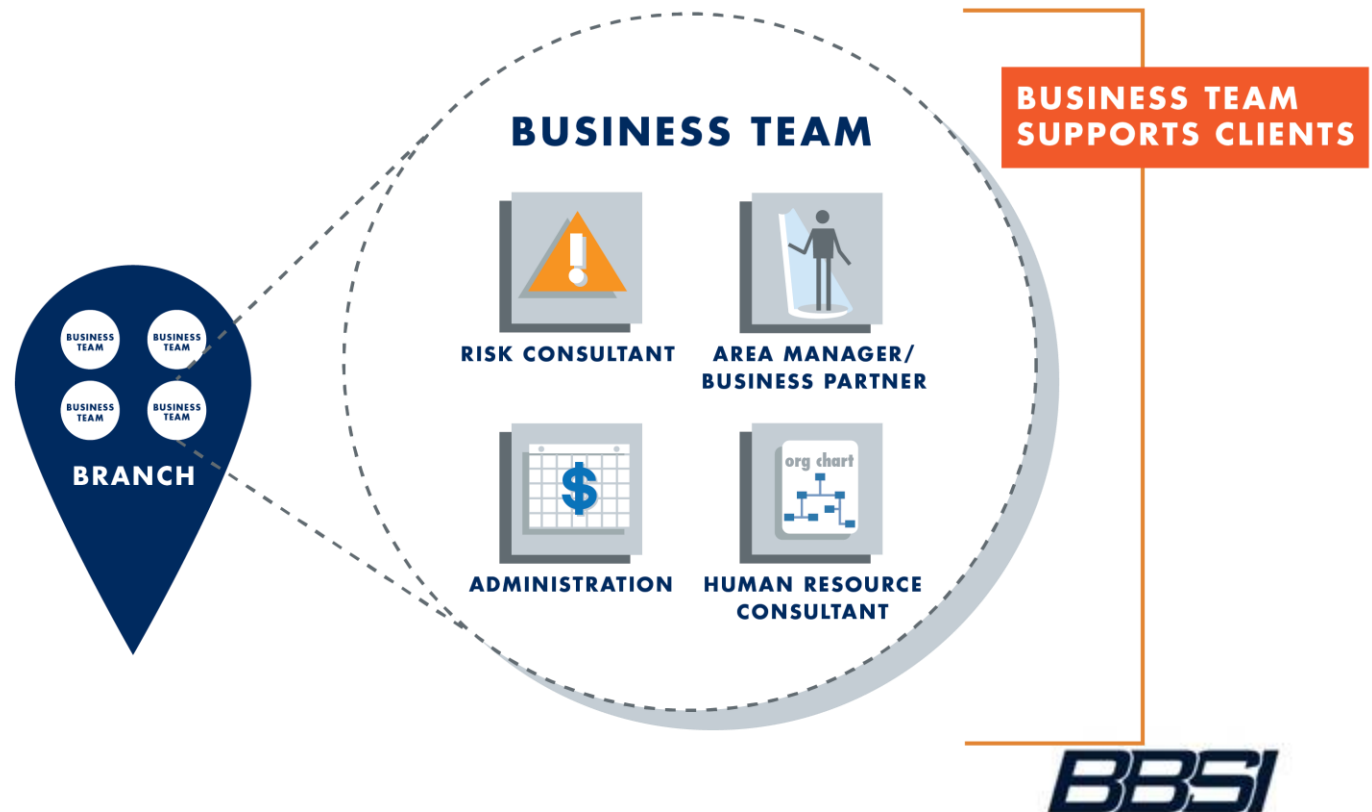 BUSINESS TEAM
BUSINESS TEAM
SUPPORTS CLIENTS
RISK CONSULTANT
AREA MANAGER/
BUSINESS PARTNER
BUSINESS
TEAM
BUSINESS
TEAM
BUSINESS
TEAM
BUSINESS
TEAM
BRANCH
org chart
$
ADMINISTRATION
HUMAN RESOURCE
CONSULTANT
BBSI